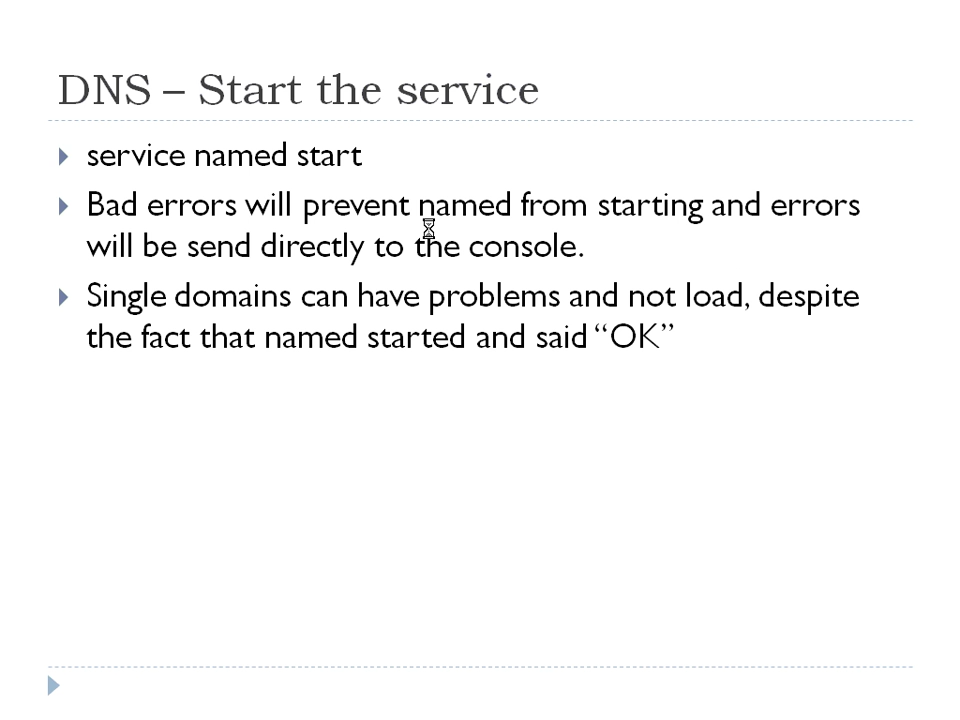 DNS – Start the service
service named start
Bad errors will prevent named from starting and errors
will be send directly to the console.
Single domains can have problems and not load, despite
the fact that named started and said “OK”